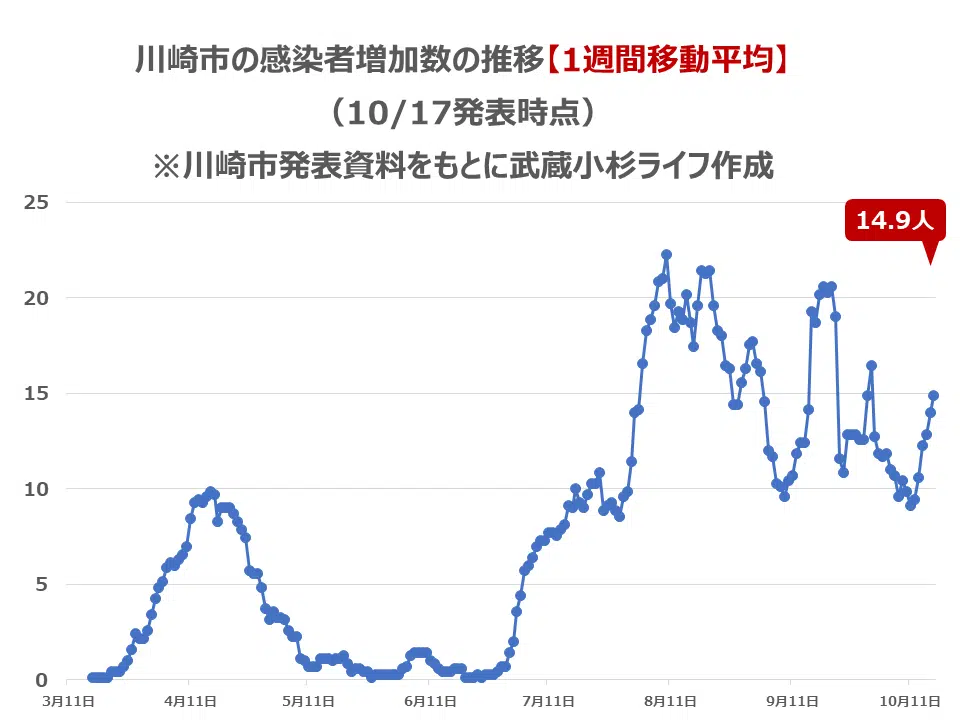 川崎市の感染者増加数の推移【1週間移動平均】
（10/17発表時点）
※川崎市発表資料をもとに武蔵小杉ライフ作成
25
14.9人
20
15
10
5
0
3月11日 4月11日 5月11日 6月11日 7月11日 8月11日 9月11日 10月11日